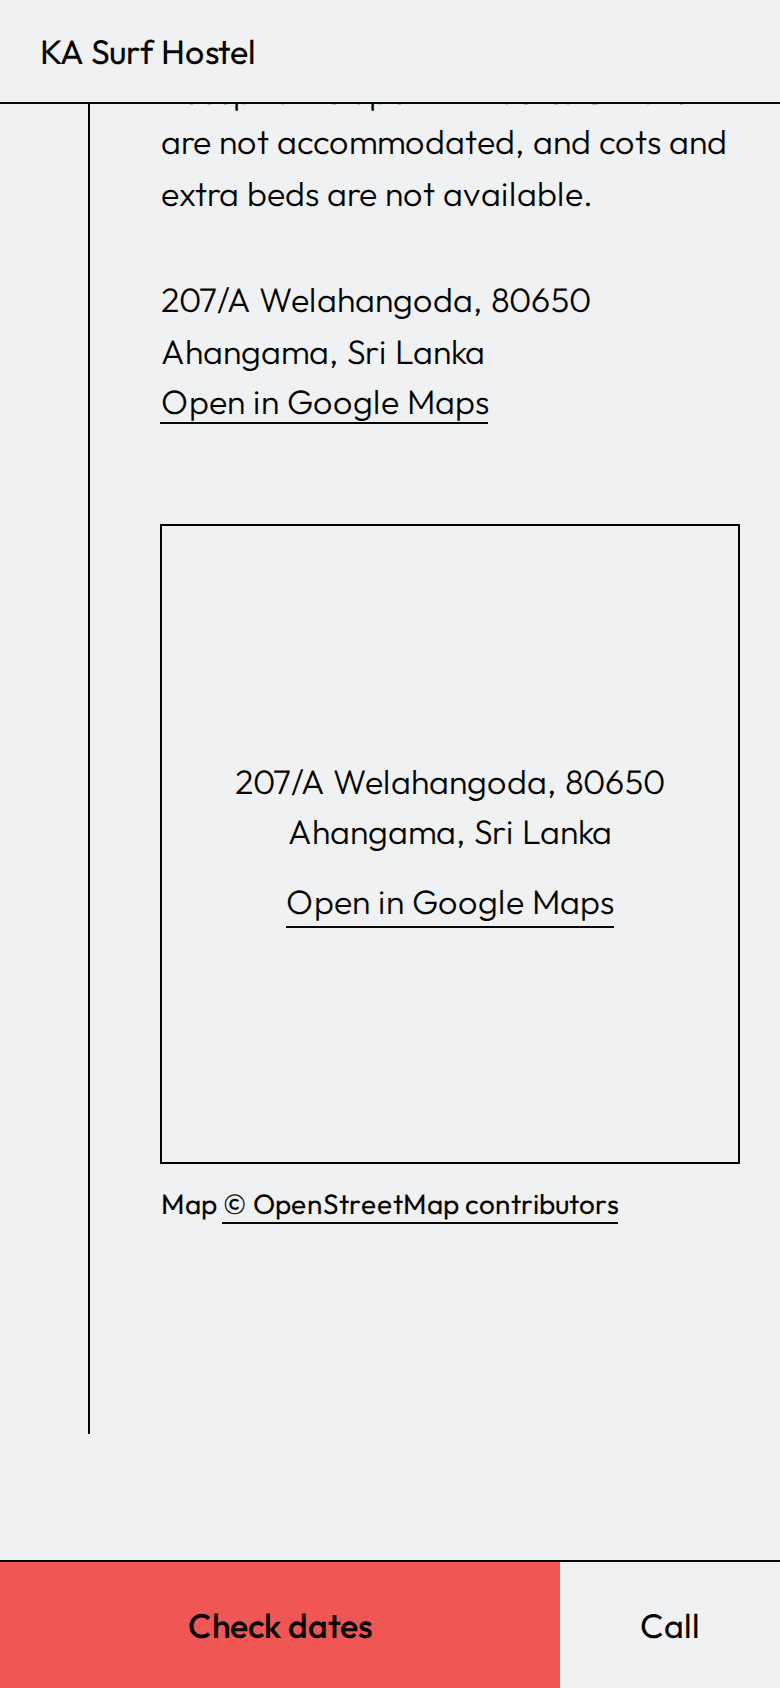 KA Surf Hostel
are not accommodated, and cots and
extra beds are not available.
207/A Welahangoda, 80650
Ahangama, Sri Lanka
Open in Google Maps
207/A Welahangoda, 80650
Ahangama, Sri Lanka
Open in Google Maps
Map © OpenStreetMap contributors
Check dates
Call